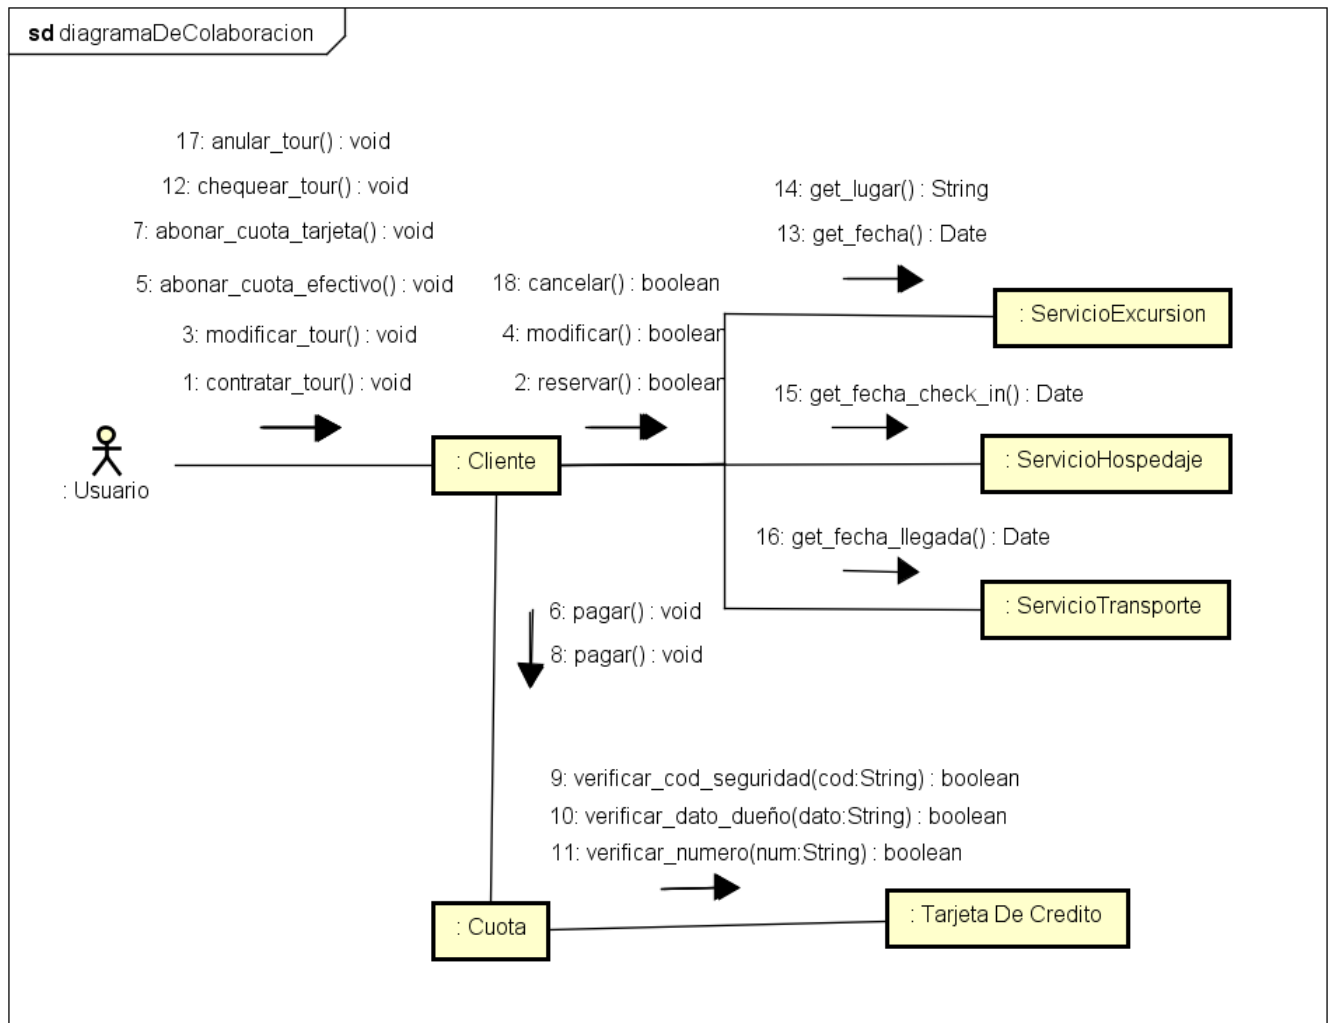 sd diagramaDeColaboracion
17: anular_tour() : void
12: chequear_tour() : void
7: abonar_cuota_tarjeta() : void
5: abonar_cuota_efectivo() : void
3: modificar_tour() : void
1: contratar_tour() : void
18: cancelar() : boolean
4: modificar() : boolean
2: reservar() : boolean
14: get_lugar() : String
13: get_fecha() : Date
: ServicioExcursion
15: get_fecha_check_in() : Date
: Usuario
: Cliente
: ServicioHospedaje
16: get_fecha_llegada() : Date
: ServicioTransporte
6: pagar() : void
8: pagar() : void
9: verificar_cod_seguridad(cod:String) : boolean
10: verificar_dato_dueño(dato:String) : boolean
11: verificar_numero(num:String) : boolean
: Cuota
: Tarjeta De Credito